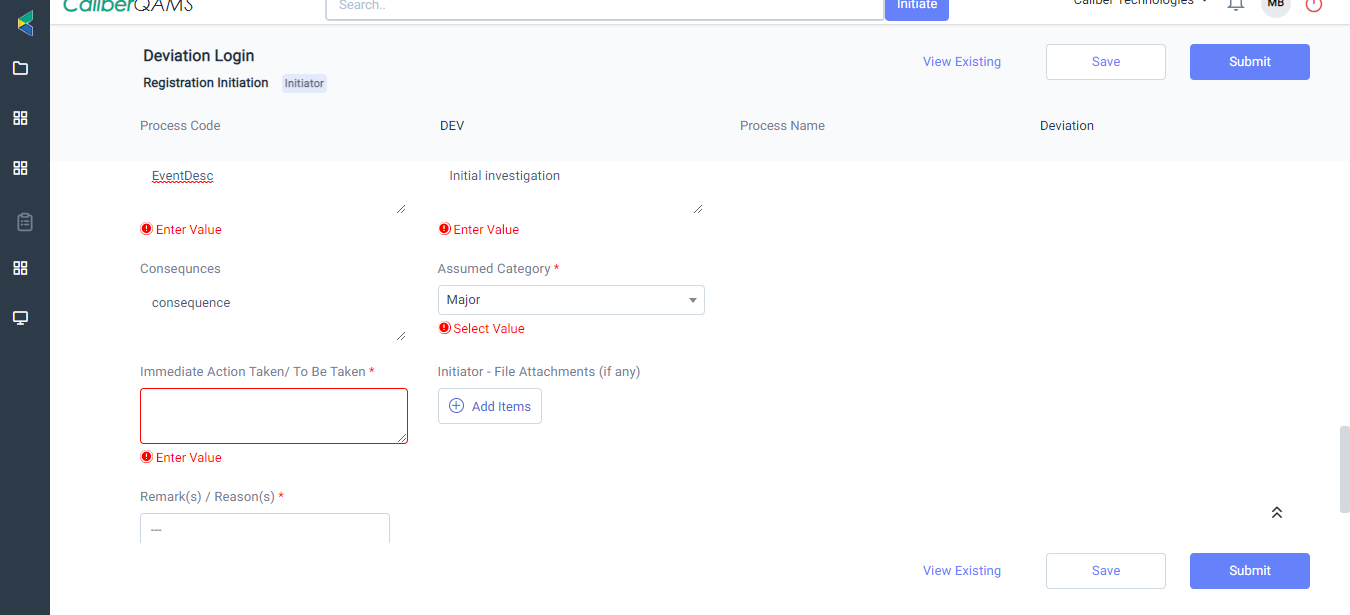 CaliberQAMS
Search..
Initiate
Caliber Technologies
MB
Deviation Login
Registration Initiation Initiator
View Existing
Save
Submit
Process Code
DEV
Process Name
Deviation
EventDesc
Initial investigation
Enter Value
Enter Value
Consequnces
Assumed Category *
consequence
Major
Select Value
Immediate Action Taken/ To Be Taken *
Initiator - File Attachments (if any)
Add Items
Enter Value
Remark(s) / Reason(s) *
---
View Existing
Save
Submit